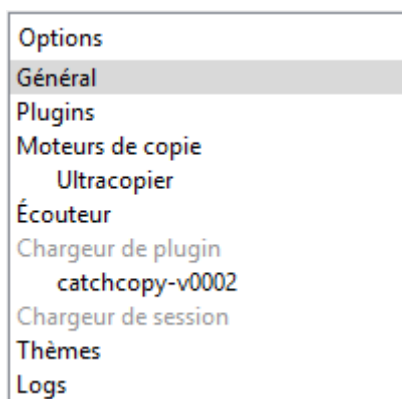 Options
Général
Plugins
Moteurs de copie
Ultracopier
Écouteur
Chargeur de plugin
catchcopy-v0002
Chargeur de session
Thèmes
Logs